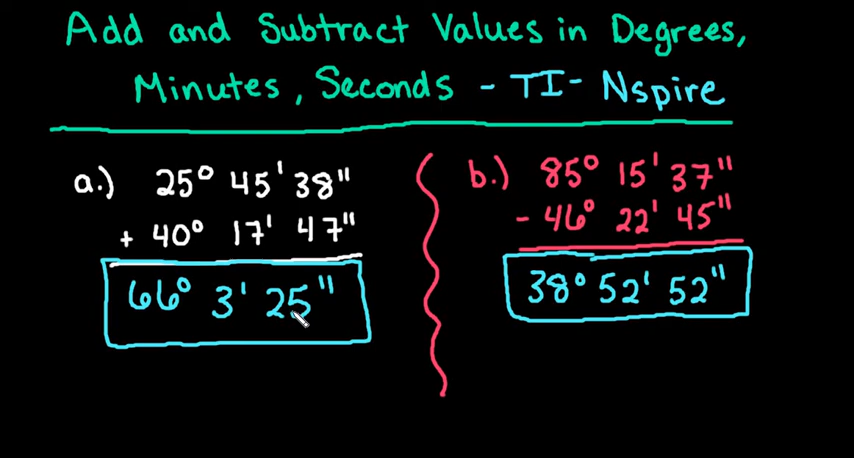 Add and Subtract Values in Degrees,
Minutes, Seconds - TI-Nspire
a.) 25° 45' 38"
+ 40° 17' 47"
66° 3' 25"
b.) 85° 15' 37"
- 46° 22' 45"
38° 52' 52"